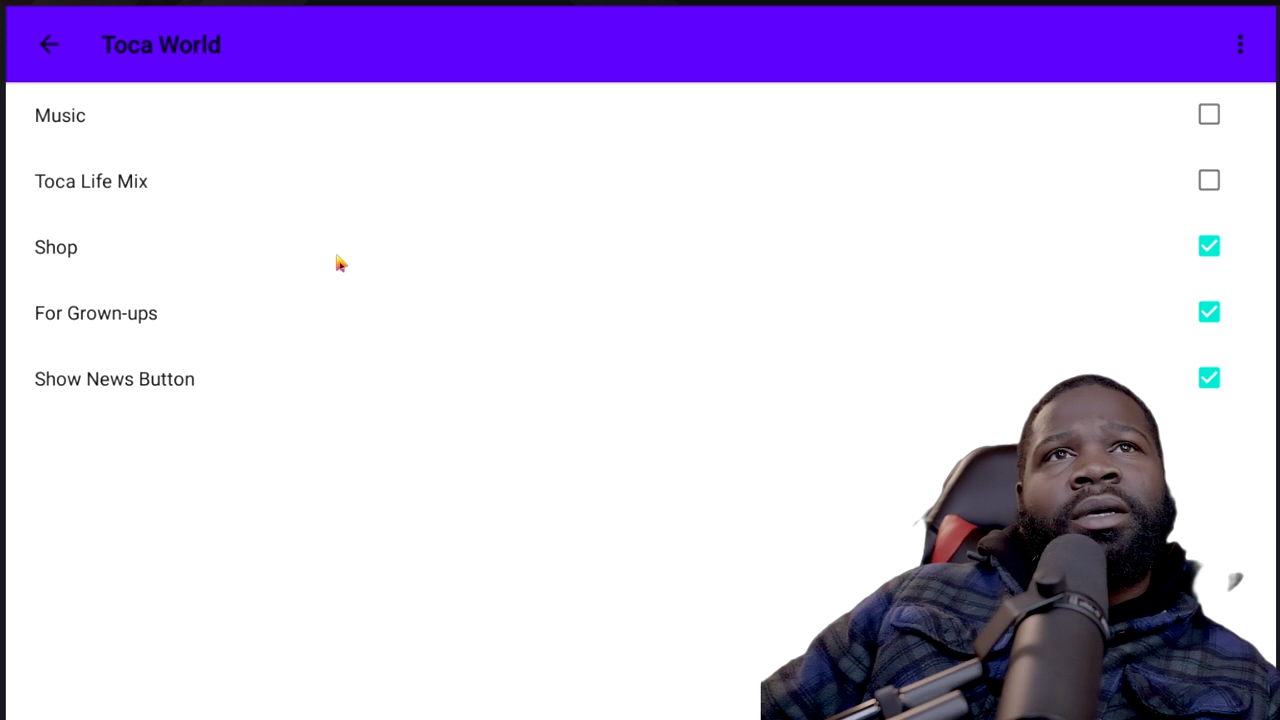 Toca World
Music
Toca Life Mix
Shop
For Grown-ups
Show News Button